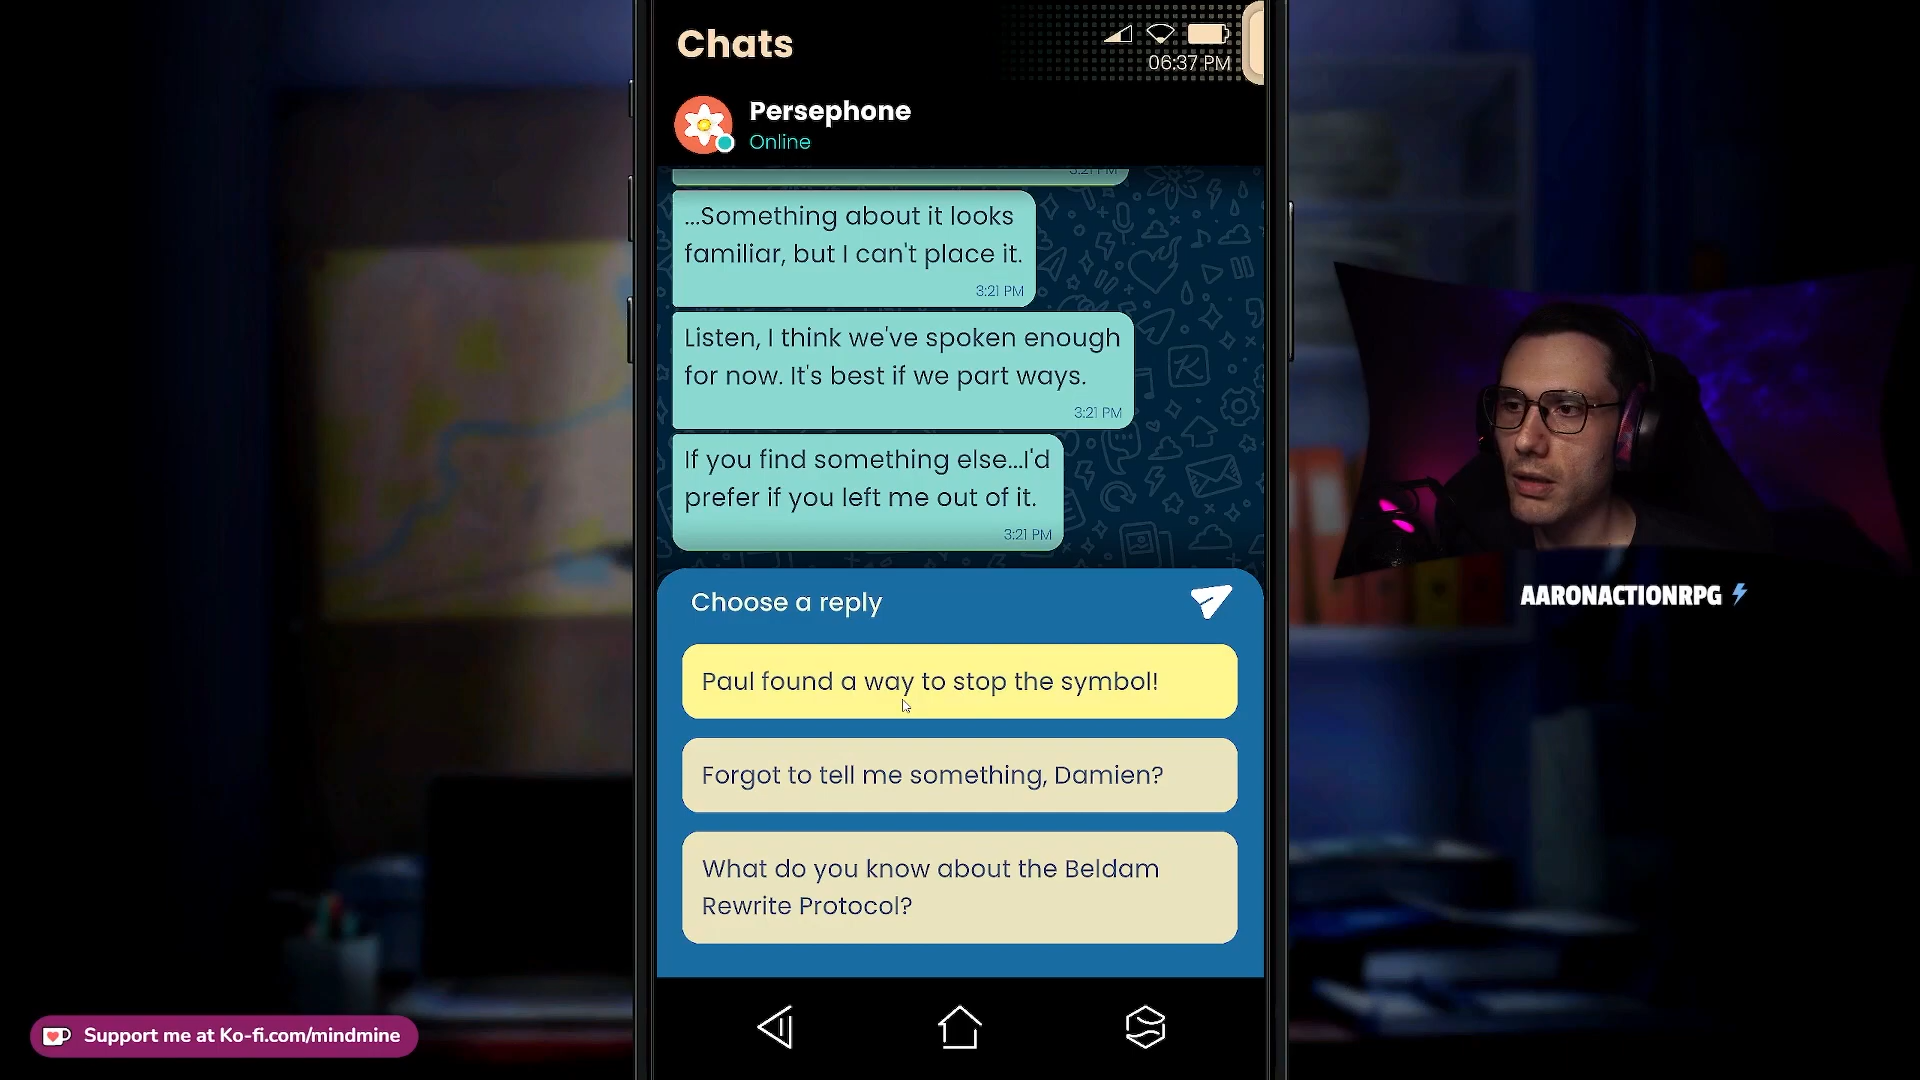 Chats
06:37 PM
Persephone
Online
3:21 PM
...Something about it looks
familiar, but I can't place it.
3:21 PM
Listen, I think we've spoken enough
for now. It's best if we part ways.
3:21 PM
If you find something else...I'd
prefer if you left me out of it.
3:21 PM
Choose a reply
Paul found a way to stop the symbol!
Forgot to tell me something, Damien?
What do you know about the Beldam
Rewrite Protocol?
AARONACTIONRPG
Support me at Ko-fi.com/mindmine